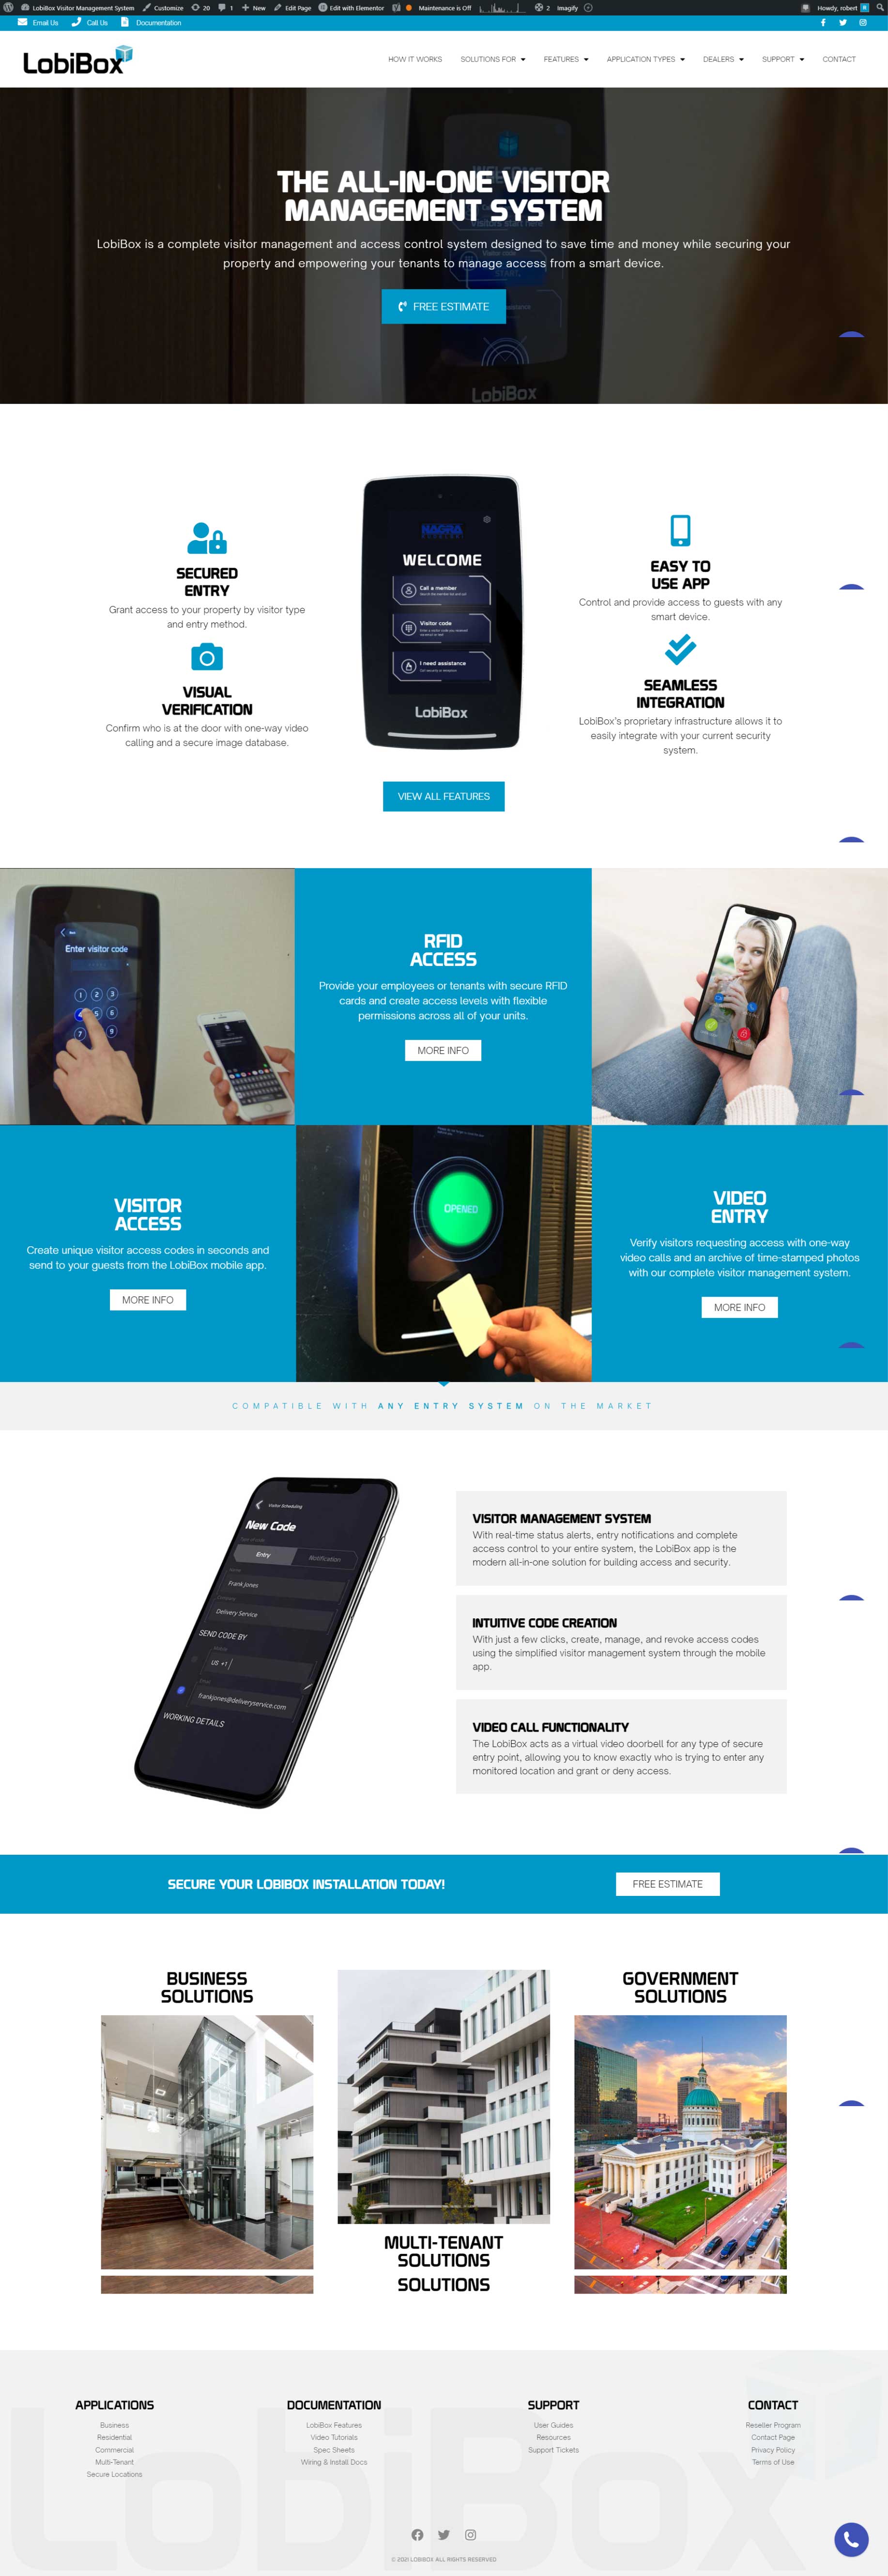 LobiBox Visitor Management System Customize 20 1 New Edit Page Edit with Elementor Maintenance is Off 2 Imagify Howdy, robert
Email Us Call Us Documentation
LobiBox
HOW IT WORKS SOLUTIONS FOR FEATURES APPLICATION TYPES DEALERS SUPPORT CONTACT
THE ALL-IN-ONE VISITOR
MANAGEMENT SYSTEM
LobiBox is a complete visitor management and access control system designed to save time and money while securing your
property and empowering your tenants to manage access from a smart device.
FREE ESTIMATE
LobiBox
SECURED
ENTRY
Grant access to your property by visitor type
and entry method.
VISUAL
VERIFICATION
Confirm who is at the door with one-way video
calling and a secure image database.
NAGRA
WELCOME
Call a member
Visitor code
I need assistance
LobiBox
EASY TO
USE APP
Control and provide access to guests with any
smart device.
SEAMLESS
INTEGRATION
LobiBox's proprietary infrastructure allows it to
easily integrate with your current security
system.
VIEW ALL FEATURES
Enter visitor code
1 2 3
5 6
7 9
RFID
ACCESS
Provide your employees or tenants with secure RFID
cards and create access levels with flexible
permissions across all of your units.
MORE INFO
VISITOR
ACCESS
Create unique visitor access codes in seconds and
send to your guests from the LobiBox mobile app.
MORE INFO
OPENED
VIDEO
ENTRY
Verify visitors requesting access with one-way
video calls and an archive of time-stamped photos
with our complete visitor management system.
MORE INFO
COMPATIBLE WITH ANY ENTRY SYSTEM ON THE MARKET
Visitor Scheduling
New Code
Entry Notification
Frank Jones
Delivery Service
SEND CODE BY
US +1
frankjones@deliveryservice.com
WORKING DETAILS
VISITOR MANAGEMENT SYSTEM
With real-time status alerts, entry notifications and complete
access control to your entire system, the LobiBox app is the
modern all-in-one solution for building access and security.
INTUITIVE CODE CREATION
With just a few clicks, create, manage, and revoke access codes
using the simplified visitor management system through the mobile
app.
VIDEO CALL FUNCTIONALITY
The LobiBox acts as a virtual video doorbell for any type of secure
entry point, allowing you to know exactly who is trying to enter any
monitored location and grant or deny access.
SECURE YOUR LOBIBOX INSTALLATION TODAY!
FREE ESTIMATE
BUSINESS
SOLUTIONS
MULTI-TENANT
SOLUTIONS
SOLUTIONS
GOVERNMENT
SOLUTIONS
APPLICATIONS
Business
Residential
Commercial
Multi-Tenant
Secure Locations
DOCUMENTATION
LobiBox Features
Video Tutorials
Spec Sheets
Wiring & Install Docs
SUPPORT
User Guides
Resources
Support Tickets
CONTACT
Reseller Program
Contact Page
Privacy Policy
Terms of Use
LobiBox
© 2021 LOBIBOX ALL RIGHTS RESERVED